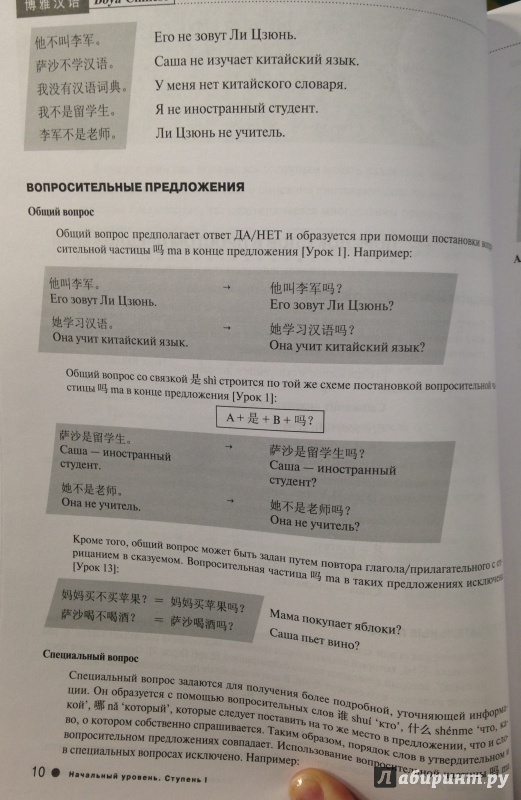 博雅汉语 Boya Chinese
他不叫李军。 Его не зовут Ли Цзюнь.
萨沙不学汉语。 Саша не изучает китайский язык.
我没有汉语词典。 У меня нет китайского словаря.
我不是留学生。 Я не иностранный студент.
李军不是老师。 Ли Цзюнь не учитель.
ВОПРОСИТЕЛЬНЫЕ ПРЕДЛОЖЕНИЯ
Общий вопрос
Общий вопрос предполагает ответ ДА/НЕТ и образуется при помощи постановки вопро-
сительной частицы 吗 ma в конце предложения [Урок 1]. Например:
他叫李军。 → 他叫李军吗?
Его зовут Ли Цзюнь. Его зовут Ли Цзюнь?
她学习汉语。 → 她学习汉语吗?
Она учит китайский язык. Она учит китайский язык?
Общий вопрос со связкой 是 shì строится по той же схеме постановкой вопросительной ча-
стицы 吗 ma в конце предложения [Урок 1]:
A + 是 + B + 吗?
萨沙是留学生。 → 萨沙是留学生吗?
Саша — иностранный Саша — иностранный
студент. студент?
她不是老师。 → 她不是老师吗?
Она не учитель. Она не учитель?
Кроме того, общий вопрос может быть задан путем повтора глагола/прилагательного с от-
рицанием в сказуемом. Вопросительная частица 吗 ma в таких предложениях исключена
[Урок 13]:
妈妈买不买苹果? = 妈妈买苹果吗? Мама покупает яблоки?
萨沙喝不喝酒? = 萨沙喝酒吗? Саша пьет вино?
Специальный вопрос
Специальный вопрос задаются для получения более подробной, уточняющей информа-
ции. Он образуется с помощью вопросительных слов 谁 shuí 'кто', 什么 shénme 'что, ка-
кой', 哪 nǎ 'который', которые следует поставить на то же место в предложении, что и сло-
во, о котором собственно спрашивается. Таким образом, порядок слов в утвердительном и
вопросительном предложениях совпадает. Использование вопросительной частицы 吗 ma
в специальных вопросах исключено. Например:
10 ● Начальный уровень. Ступень I
Лабиринт.РУ